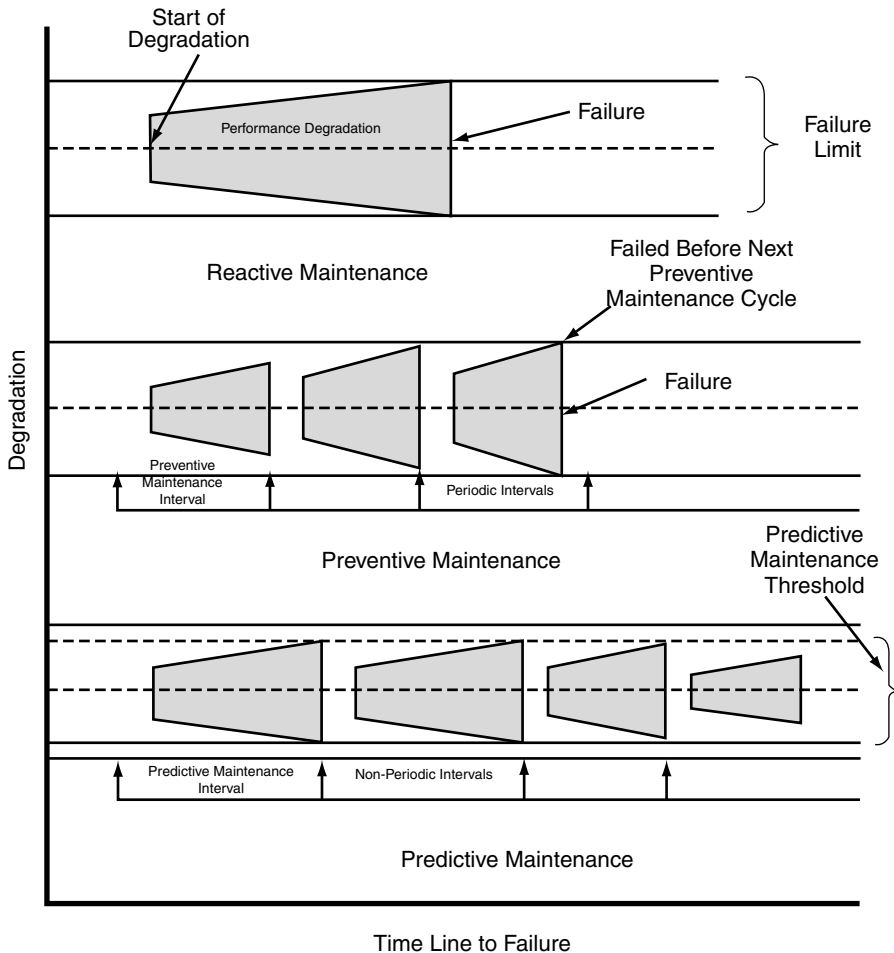 Start of
Degradation
Performance Degradation
Failure
Failure
Limit
Reactive Maintenance
Failed Before Next
Preventive
Maintenance Cycle
Failure
Degradation
Preventive
Maintenance
Interval
Periodic Intervals
Preventive Maintenance
Predictive
Maintenance
Threshold
Predictive Maintenance
Interval
Non-Periodic Intervals
Predictive Maintenance
Time Line to Failure